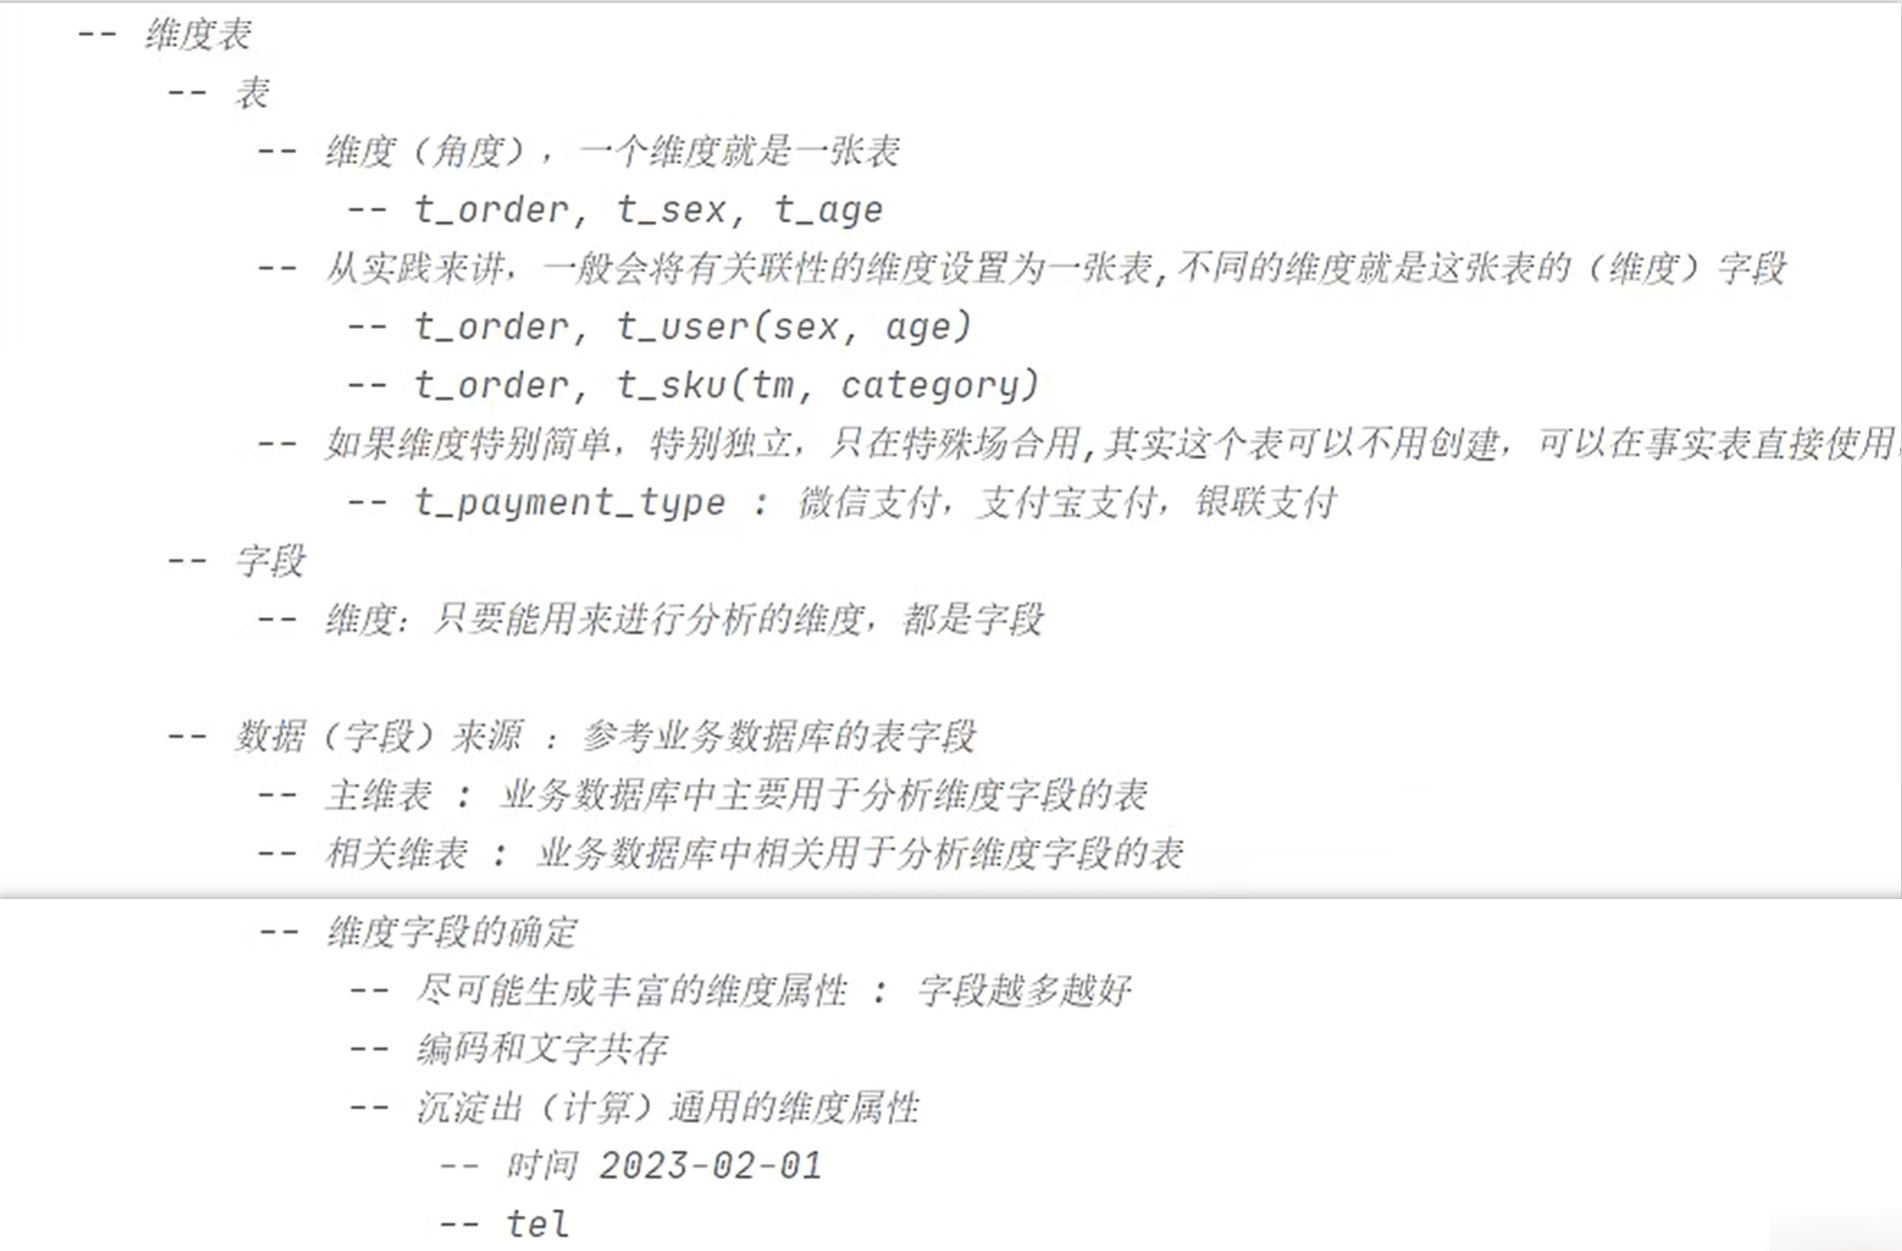 -- 维度表
-- 表
-- 维度（角度），一个维度就是一张表
-- t_order, t_sex, t_age
-- 从实践来讲，一般会将有关联性的维度设置为一张表,不同的维度就是这张表的（维度）字段
-- t_order, t_user(sex, age)
-- t_order, t_sku(tm, category)
-- 如果维度特别简单，特别独立，只在特殊场合用,其实这个表可以不用创建，可以在事实表直接使用
-- t_payment_type : 微信支付，支付宝支付，银联支付
-- 字段
-- 维度：只要能用来进行分析的维度，都是字段
-- 数据（字段）来源 ：参考业务数据库的表字段
-- 主维表 : 业务数据库中主要用于分析维度字段的表
-- 相关维表 : 业务数据库中相关用于分析维度字段的表
-- 维度字段的确定
-- 尽可能生成丰富的维度属性 : 字段越多越好
-- 编码和文字共存
-- 沉淀出（计算）通用的维度属性
-- 时间 2023-02-01
-- tel